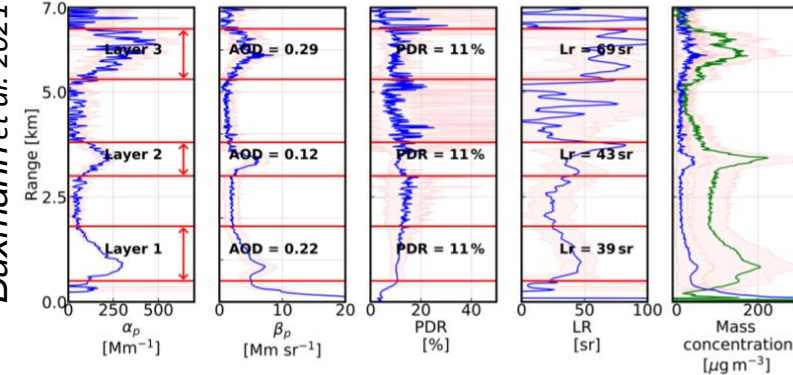 Baxmann et al. 2021
7.0
5.0
2.5
0.0
Range [km]
Layer 3
AOD = 0.29
PDR = 11%
Lr = 69 sr
Layer 2
AOD = 0.12
PDR = 11%
Lr = 43 sr
Layer 1
AOD = 0.22
PDR = 11%
Lr = 39 sr
0 250 500
0 10 20
0 20 40
0 50 100
0 200
αp
[Mm⁻¹]
βp
[Mm sr⁻¹]
PDR
[%]
LR
[sr]
Mass
concentration
[μg m⁻³]